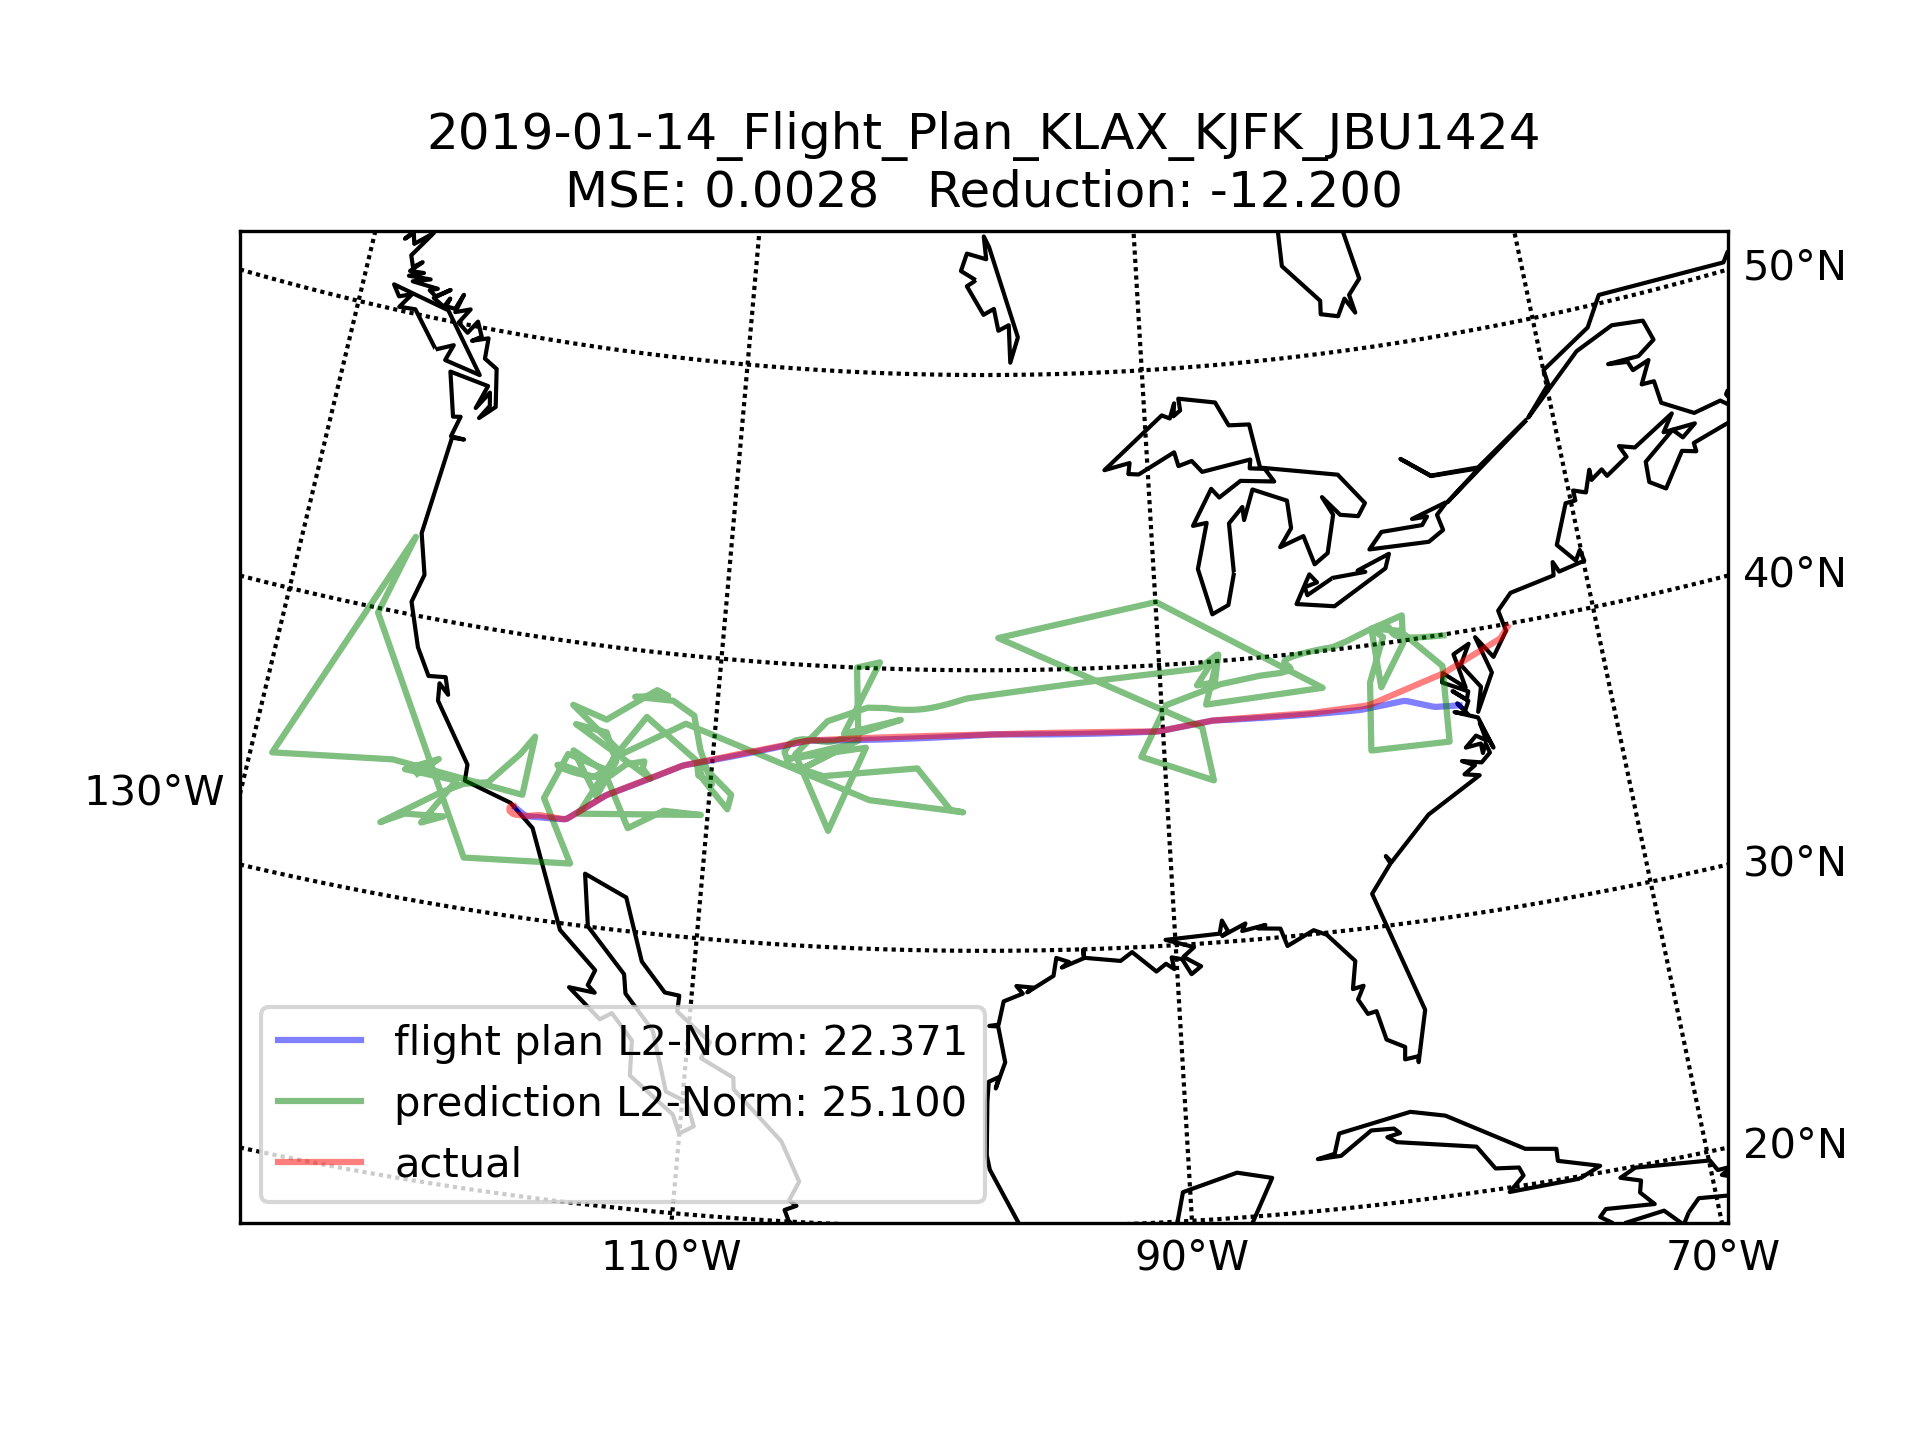 2019-01-14_Flight_Plan_KLAX_KJFK_JBU1424
MSE: 0.0028 Reduction: -12.200
50°N
40°N
130°W
30°N
flight plan L2-Norm: 22.371
prediction L2-Norm: 25.100
actual
20°N
110°W
90°W
70°W